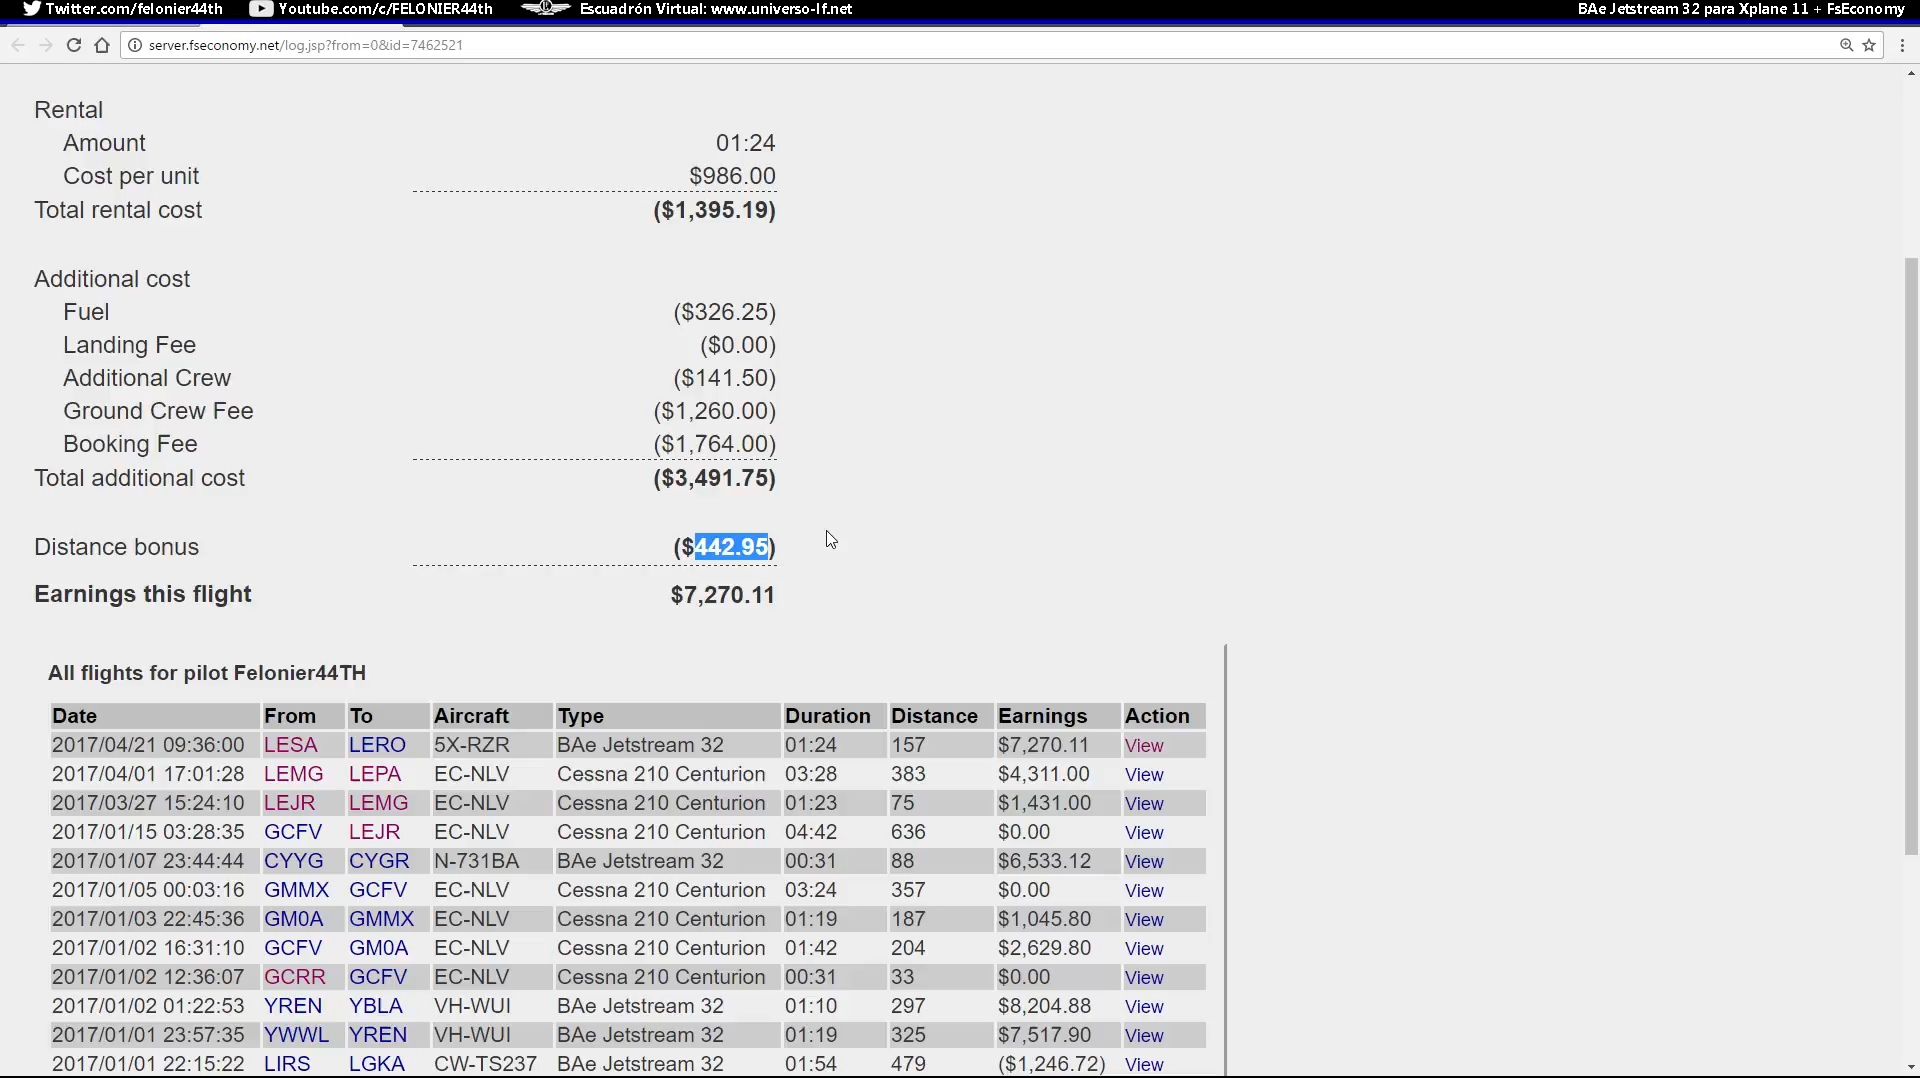 Twitter.com/felonier44th Youtube.com/c/FELONIER44TH Escuadrón Virtual: www.universo-lf.net BAe Jetstream 32 para Xplane 11 + FsEconomy
server.fseconomy.net/log.jsp?from=0&id=7462521
Rental
Amount 01:24
Cost per unit $986.00
Total rental cost ($1,395.19)
Additional cost
Fuel ($326.25)
Landing Fee ($0.00)
Additional Crew ($141.50)
Ground Crew Fee ($1,260.00)
Booking Fee ($1,764.00)
Total additional cost ($3,491.75)
Distance bonus ($442.95)
Earnings this flight $7,270.11
All flights for pilot Felonier44TH
Date From To Aircraft Type Duration Distance Earnings Action
2017/04/21 09:36:00 LESA LERO 5X-RZR BAe Jetstream 32 01:24 157 $7,270.11 View
2017/04/01 17:01:28 LEMG LEPA EC-NLV Cessna 210 Centurion 03:28 383 $4,311.00 View
2017/03/27 15:24:10 LEJR LEMG EC-NLV Cessna 210 Centurion 01:23 75 $1,431.00 View
2017/01/15 03:28:35 GCFV LEJR EC-NLV Cessna 210 Centurion 04:42 636 $0.00 View
2017/01/07 23:44:44 CYYG CYGR N-731BA BAe Jetstream 32 00:31 88 $6,533.12 View
2017/01/05 00:03:16 GMMX GCFV EC-NLV Cessna 210 Centurion 03:24 357 $0.00 View
2017/01/03 22:45:36 GM0A GMMX EC-NLV Cessna 210 Centurion 01:19 187 $1,045.80 View
2017/01/02 16:31:10 GCFV GM0A EC-NLV Cessna 210 Centurion 01:42 204 $2,629.80 View
2017/01/02 12:36:07 GCRR GCFV EC-NLV Cessna 210 Centurion 00:31 33 $0.00 View
2017/01/02 01:22:53 YREN YBLA VH-WUI BAe Jetstream 32 01:10 297 $8,204.88 View
2017/01/01 23:57:35 YWWL YREN VH-WUI BAe Jetstream 32 01:19 325 $7,517.90 View
2017/01/01 22:15:22 LIRS LGKA CW-TS237 BAe Jetstream 32 01:54 479 ($1,246.72) View